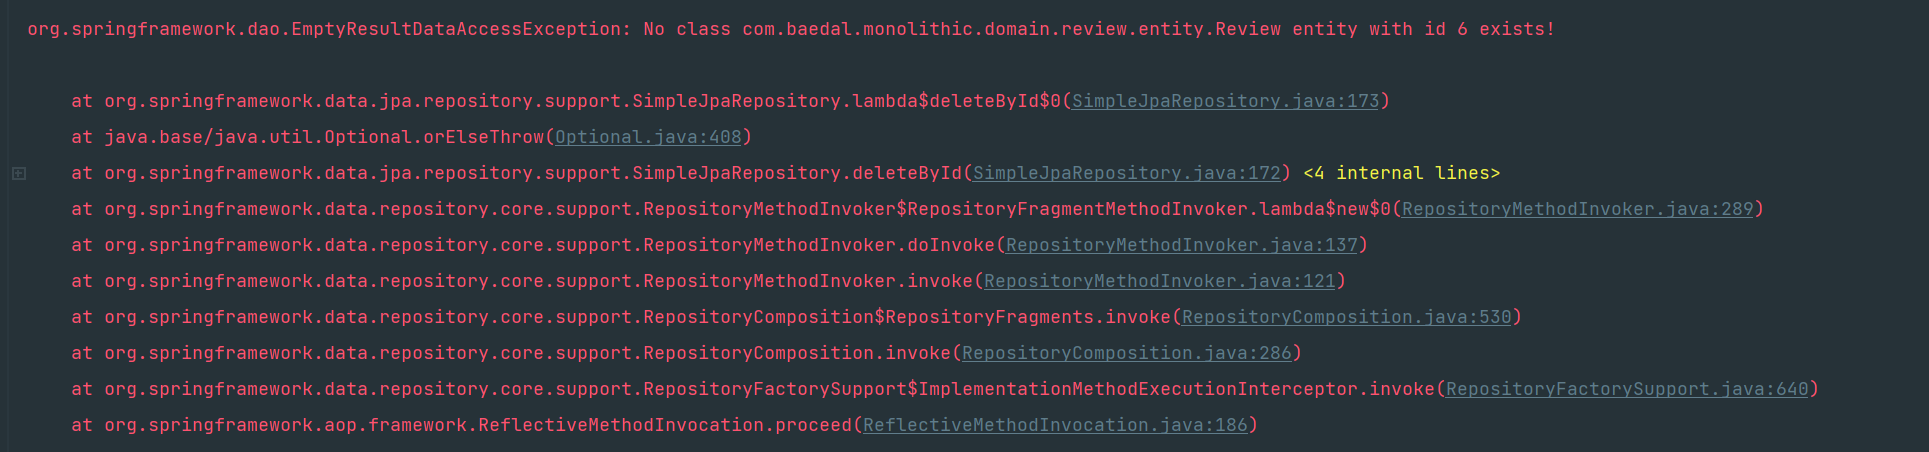 org.springframework.dao.EmptyResultDataAccessException: No class com.baedal.monolithic.domain.review.entity.Review entity with id 6 exists!
at org.springframework.data.jpa.repository.support.SimpleJpaRepository.lambda$deleteById$0(SimpleJpaRepository.java:173)
at java.base/java.util.Optional.orElseThrow(Optional.java:408)
at org.springframework.data.jpa.repository.support.SimpleJpaRepository.deleteById(SimpleJpaRepository.java:172) <4 internal lines>
at org.springframework.data.repository.core.support.RepositoryMethodInvoker$RepositoryFragmentMethodInvoker.lambda$new$0(RepositoryMethodInvoker.java:289)
at org.springframework.data.repository.core.support.RepositoryMethodInvoker.doInvoke(RepositoryMethodInvoker.java:137)
at org.springframework.data.repository.core.support.RepositoryMethodInvoker.invoke(RepositoryMethodInvoker.java:121)
at org.springframework.data.repository.core.support.RepositoryComposition$RepositoryFragments.invoke(RepositoryComposition.java:530)
at org.springframework.data.repository.core.support.RepositoryComposition.invoke(RepositoryComposition.java:286)
at org.springframework.data.repository.core.support.RepositoryFactorySupport$ImplementationMethodExecutionInterceptor.invoke(RepositoryFactorySupport.java:640)
at org.springframework.aop.framework.ReflectiveMethodInvocation.proceed(ReflectiveMethodInvocation.java:186)